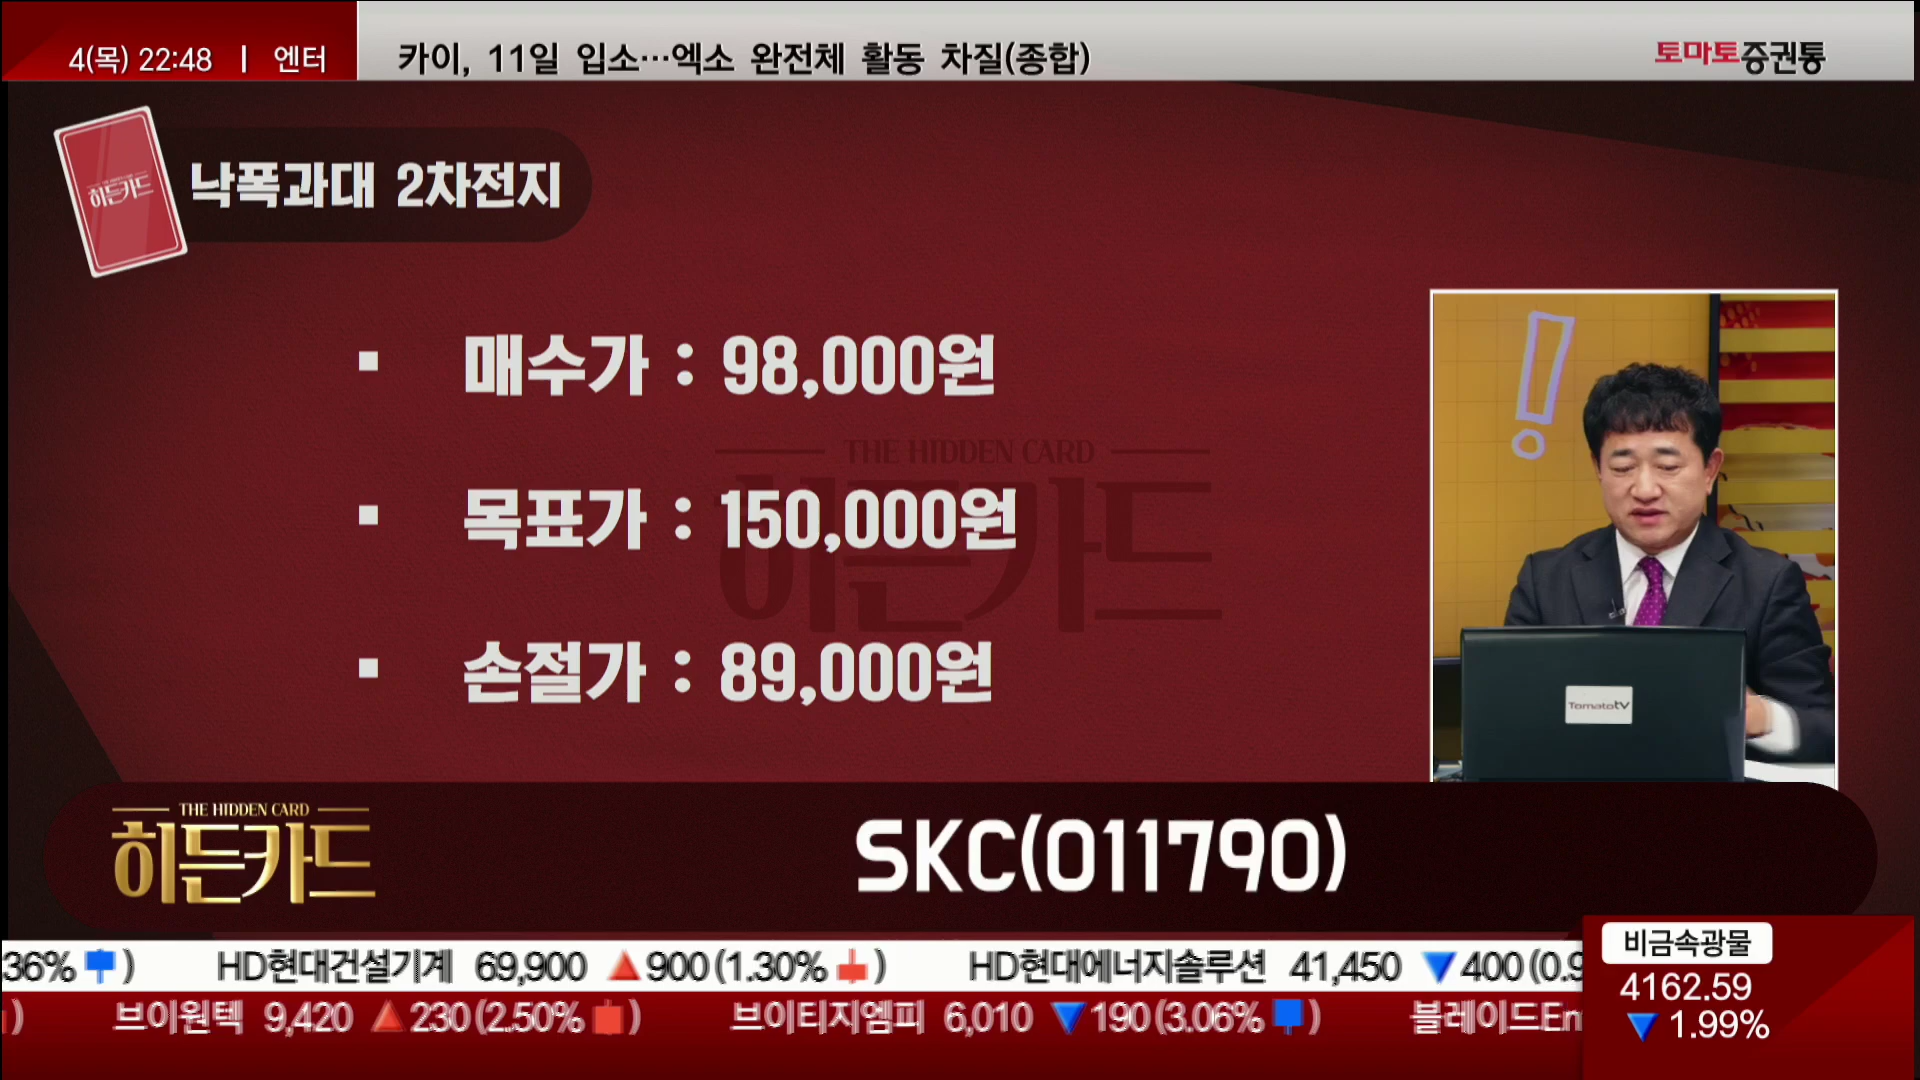 4(목) 22:48 | 엔터
카이, 11일 입소…엑소 완전체 활동 차질(종합)
토마토증권통
히든카드
낙폭과대 2차전지
▪ 매수가 : 98,000원
THE HIDDEN CARD
히든카드
▪ 목표가 : 150,000원
▪ 손절가 : 89,000원
TomatoTV
THE HIDDEN CARD
히든카드
SKC(011790)
36% ) HD현대건설기계 69,900 ▲900(1.30% ) HD현대에너지솔루션 41,450 ▼400(0.9
) 브이원텍 9,420 ▲230(2.50% ) 브이티지엠피 6,010 ▼190(3.06% ) 블레이드En
비금속광물
4162.59
▼ 1.99%